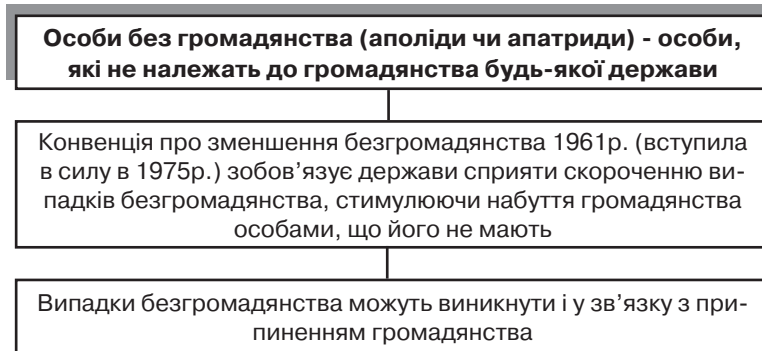 Особи без громадянства (аполіди чи апатриди) - особи,
які не належать до громадянства будь-якої держави
Конвенція про зменшення безгромадянства 1961р. (вступила
в силу в 1975р.) зобов’язує держави сприяти скороченню ви-
падків безгромадянства, стимулюючи набуття громадянства
особами, що його не мають
Випадки безгромадянства можуть виникнути і у зв’язку з при-
пиненням громадянства